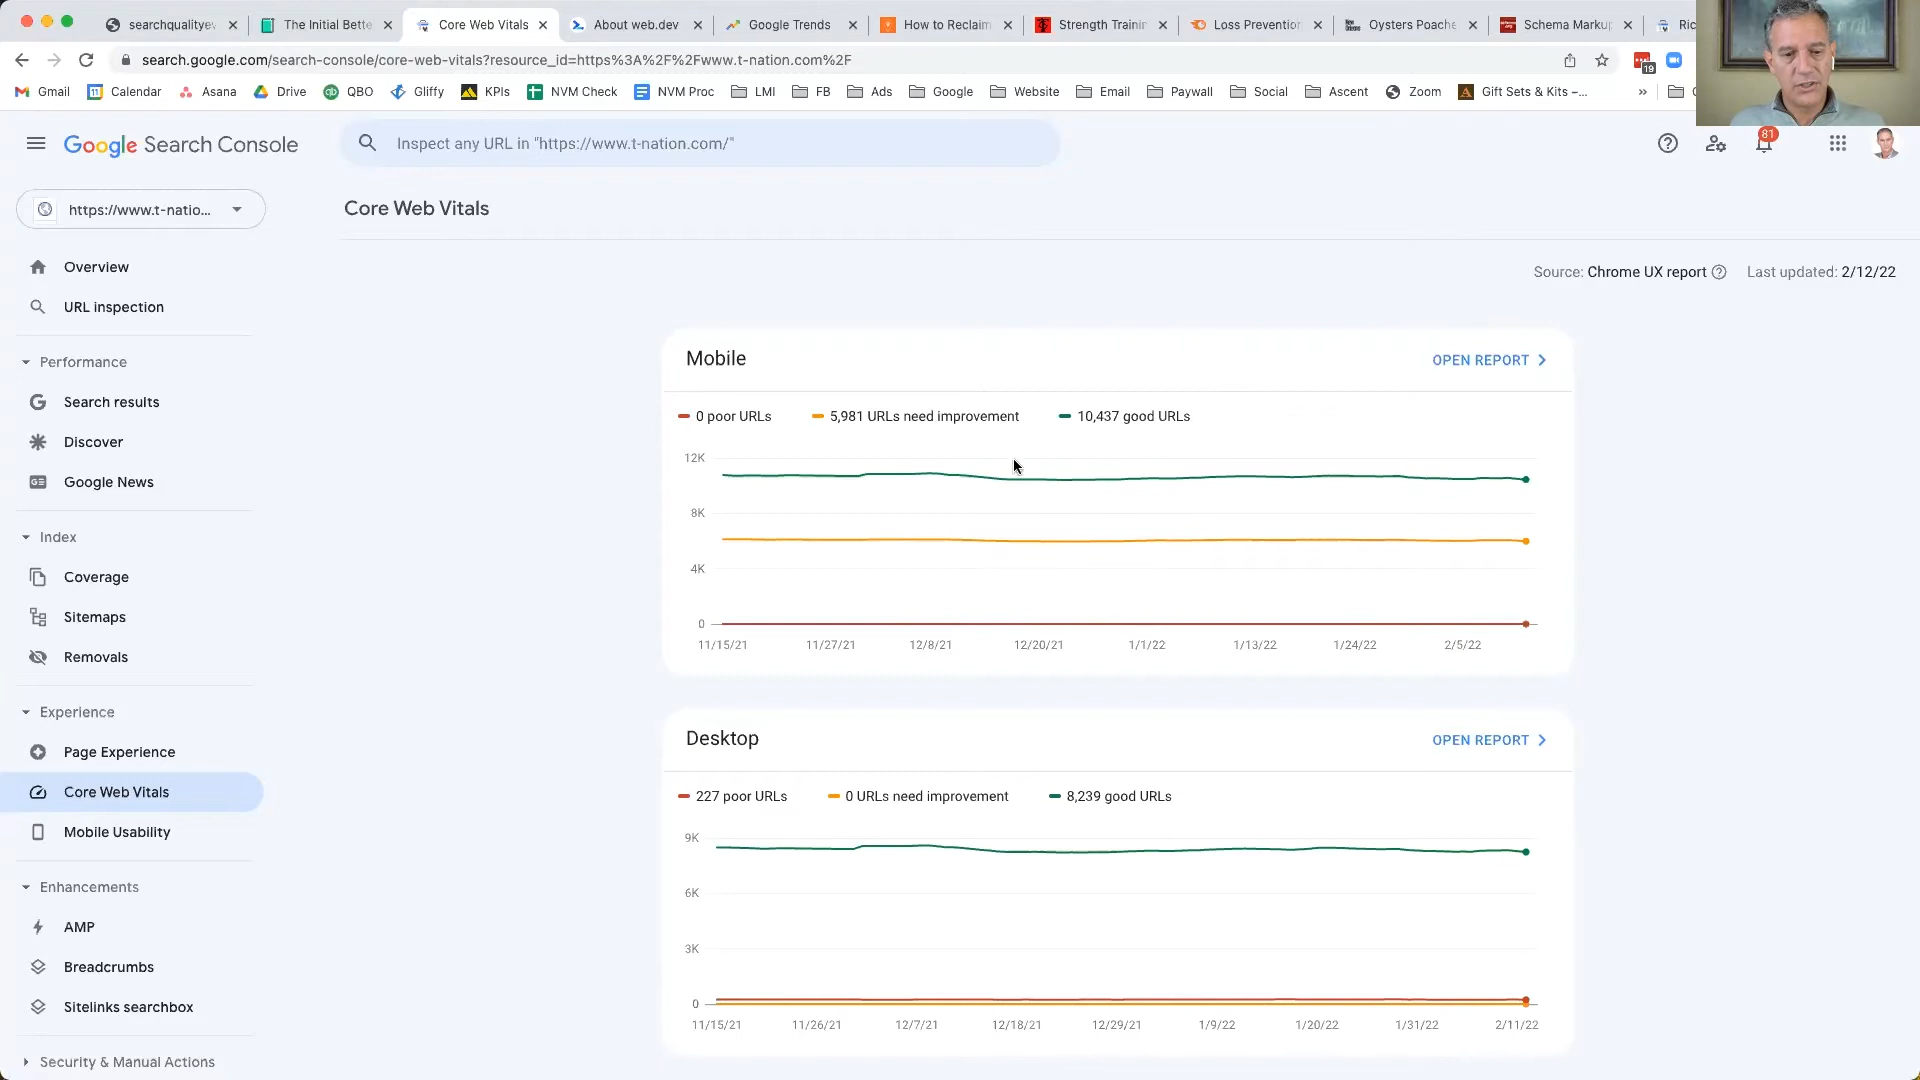 searchqualityev
The Initial Bette
Core Web Vitals
About web.dev
Google Trends
How to Reclaim
Strength Trainin
Loss Prevention
Oysters Poache
Schema Marku
Ric
search.google.com/search-console/core-web-vitals?resource_id=https%3A%2F%2Fwww.t-nation.com%2F
19
Gmail
Calendar
Asana
Drive
QBO
Gliffy
KPIs
NVM Check
NVM Proc
LMI
FB
Ads
Google
Website
Email
Paywall
Social
Ascent
Zoom
Gift Sets & Kits –...
»
Google Search Console
Inspect any URL in "https://www.t-nation.com/"
81
https://www.t-natio...
Core Web Vitals
Source: Chrome UX report
Last updated: 2/12/22
Overview
URL inspection
Performance
Search results
Discover
Google News
Index
Coverage
Sitemaps
Removals
Experience
Page Experience
Core Web Vitals
Mobile Usability
Enhancements
AMP
Breadcrumbs
Sitelinks searchbox
Security & Manual Actions
Mobile
OPEN REPORT
0 poor URLs
5,981 URLs need improvement
10,437 good URLs
12K
8K
4K
0
11/15/21 11/27/21 12/8/21 12/20/21 1/1/22 1/13/22 1/24/22 2/5/22
Desktop
OPEN REPORT
227 poor URLs
0 URLs need improvement
8,239 good URLs
9K
6K
3K
0
11/15/21 11/26/21 12/7/21 12/18/21 12/29/21 1/9/22 1/20/22 1/31/22 2/11/22